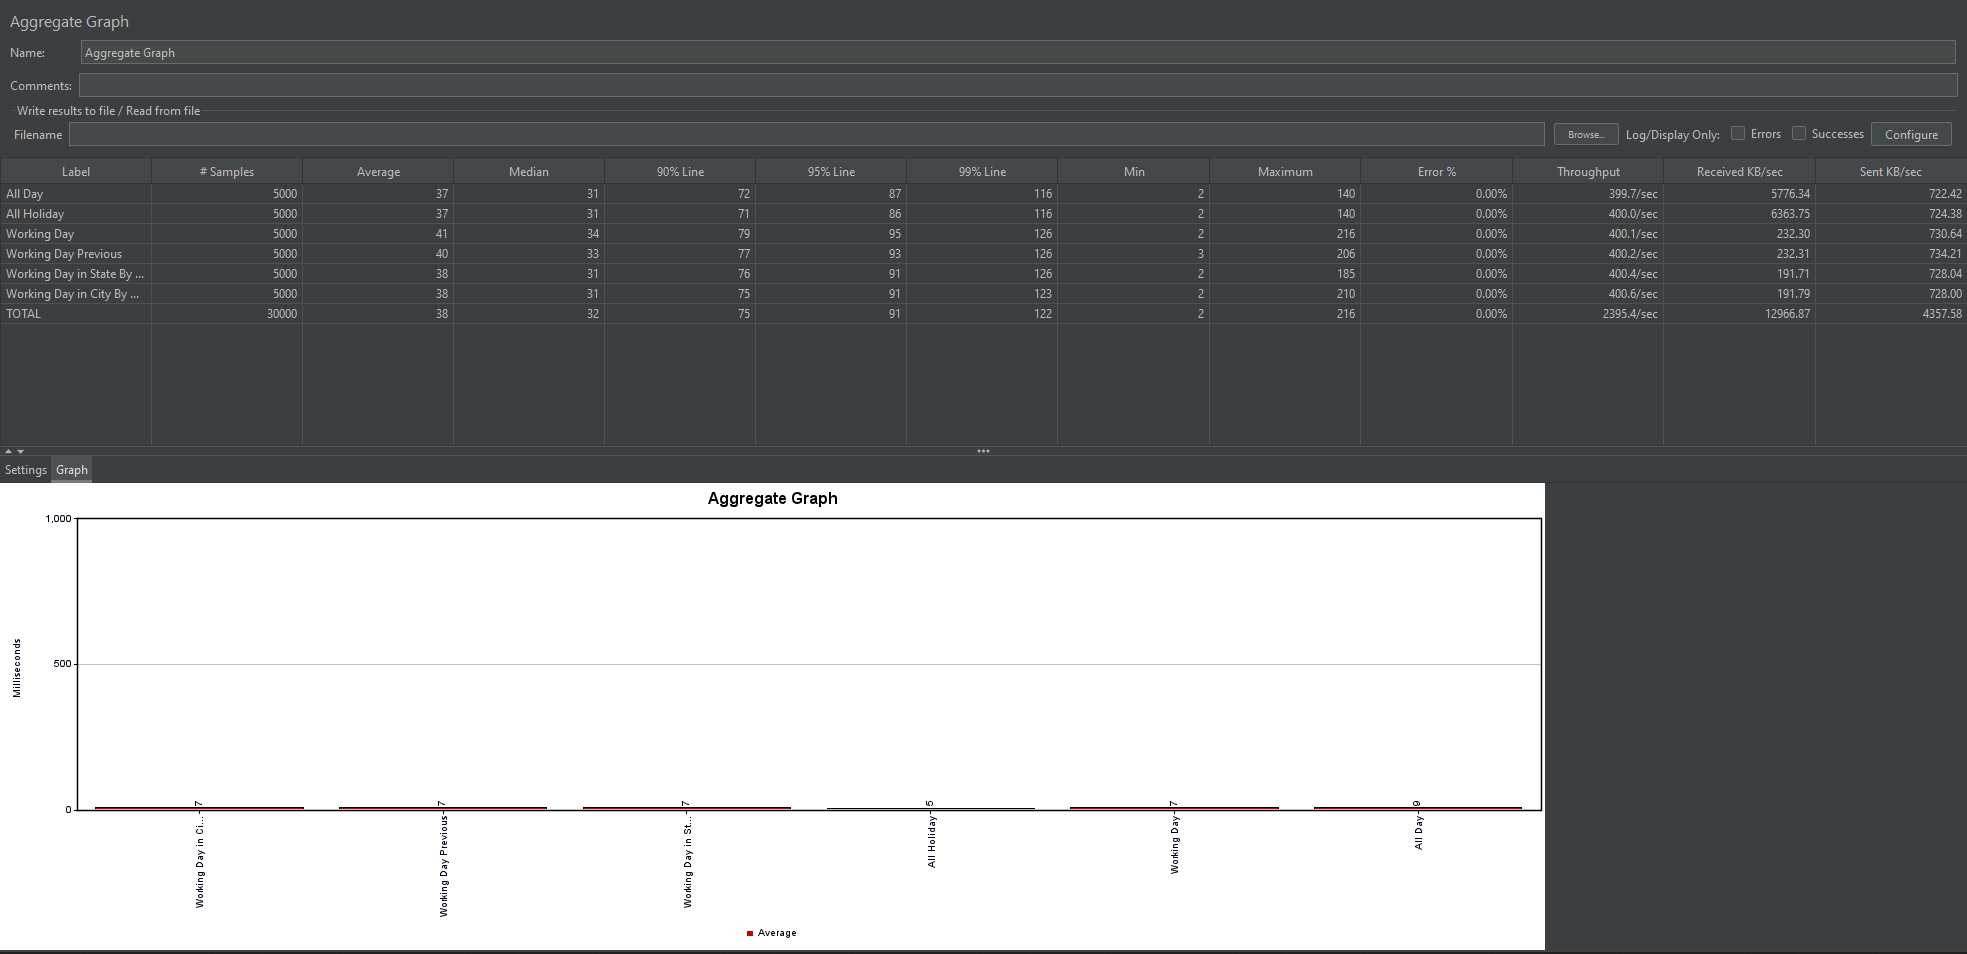 Aggregate Graph
Name: Aggregate Graph
Comments:
Write results to file / Read from file
Filename Browse... Log/Display Only: Errors Successes Configure
Label # Samples Average Median 90% Line 95% Line 99% Line Min Maximum Error % Throughput Received KB/sec Sent KB/sec
All Day 5000 37 31 72 87 116 2 140 0.00% 399.7/sec 5776.34 722.42
All Holiday 5000 37 31 71 86 116 2 140 0.00% 400.0/sec 6363.75 724.38
Working Day 5000 41 34 79 95 126 2 216 0.00% 400.1/sec 232.30 730.64
Working Day Previous 5000 40 33 77 93 126 3 206 0.00% 400.2/sec 232.31 734.21
Working Day in State By ... 5000 38 31 76 91 126 2 185 0.00% 400.4/sec 191.71 728.04
Working Day in City By ... 5000 38 31 75 91 123 2 210 0.00% 400.6/sec 191.79 728.00
TOTAL 30000 38 32 75 91 122 2 216 0.00% 2395.4/sec 12966.87 4357.58
Settings Graph
Aggregate Graph
1,000
500
0
Milliseconds
7 7 7 5 7 9
Working Day in Ci...
Working Day Previous
Working Day in St...
All Holiday
Working Day
All Day
Average